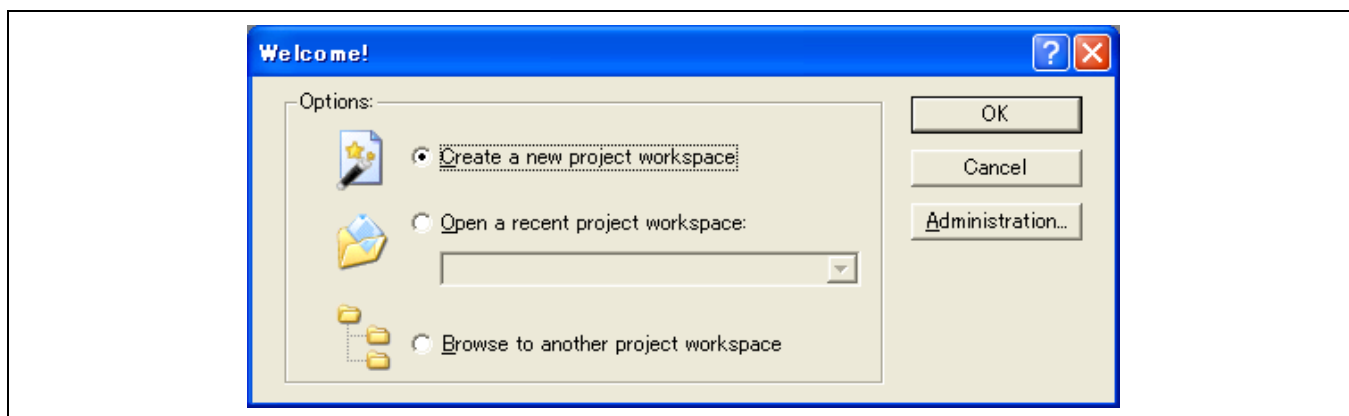 Welcome!
Options:
Create a new project workspace
Open a recent project workspace:
Browse to another project workspace
OK
Cancel
Administration...